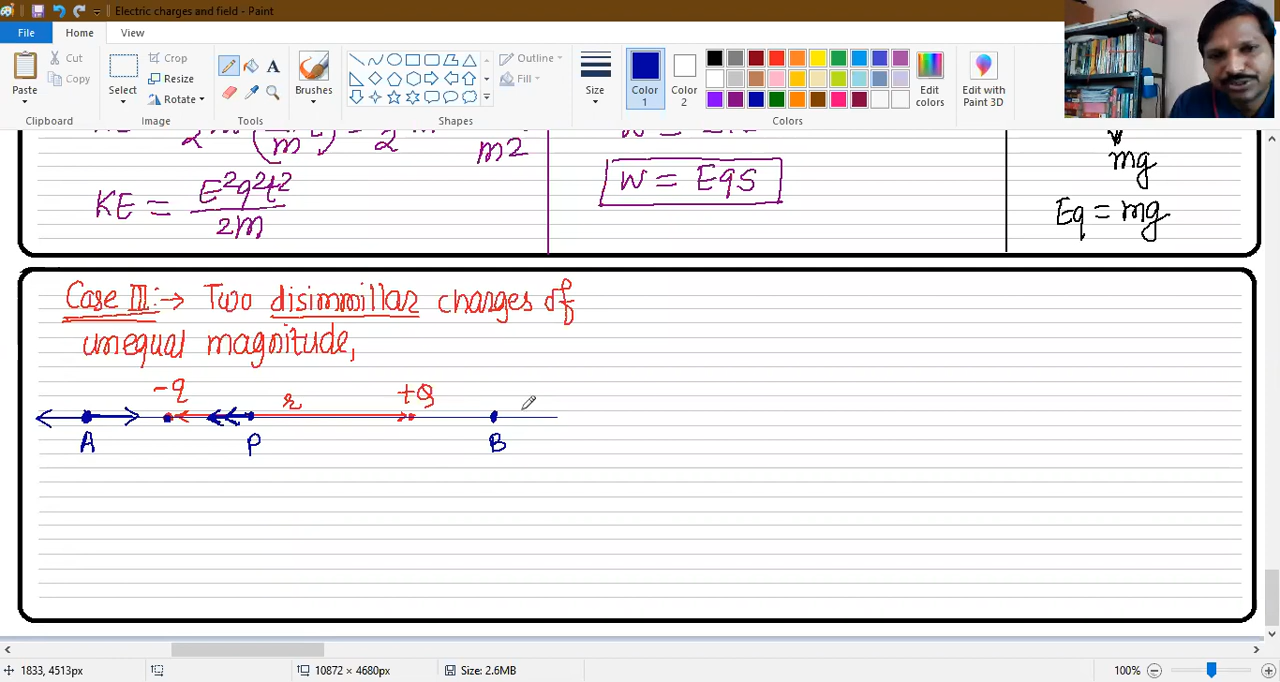 Electric charges and field - Paint
File Home View
Cut
Copy
Paste
Clipboard
Select
Crop
Resize
Rotate
Image
Tools
Brushes
Shapes
Outline
Fill
Size
Color 1
Color 2
Colors
Edit colors
Edit with Paint 3D
KE = E²q²t² / 2m
W = Eqs
mg
Eq = mg
Case III:→ Two disimmillar charges of
unequal magnitude,
-q r +Q
A P B
1833, 4513px 10872 × 4680px Size: 2.6MB 100%